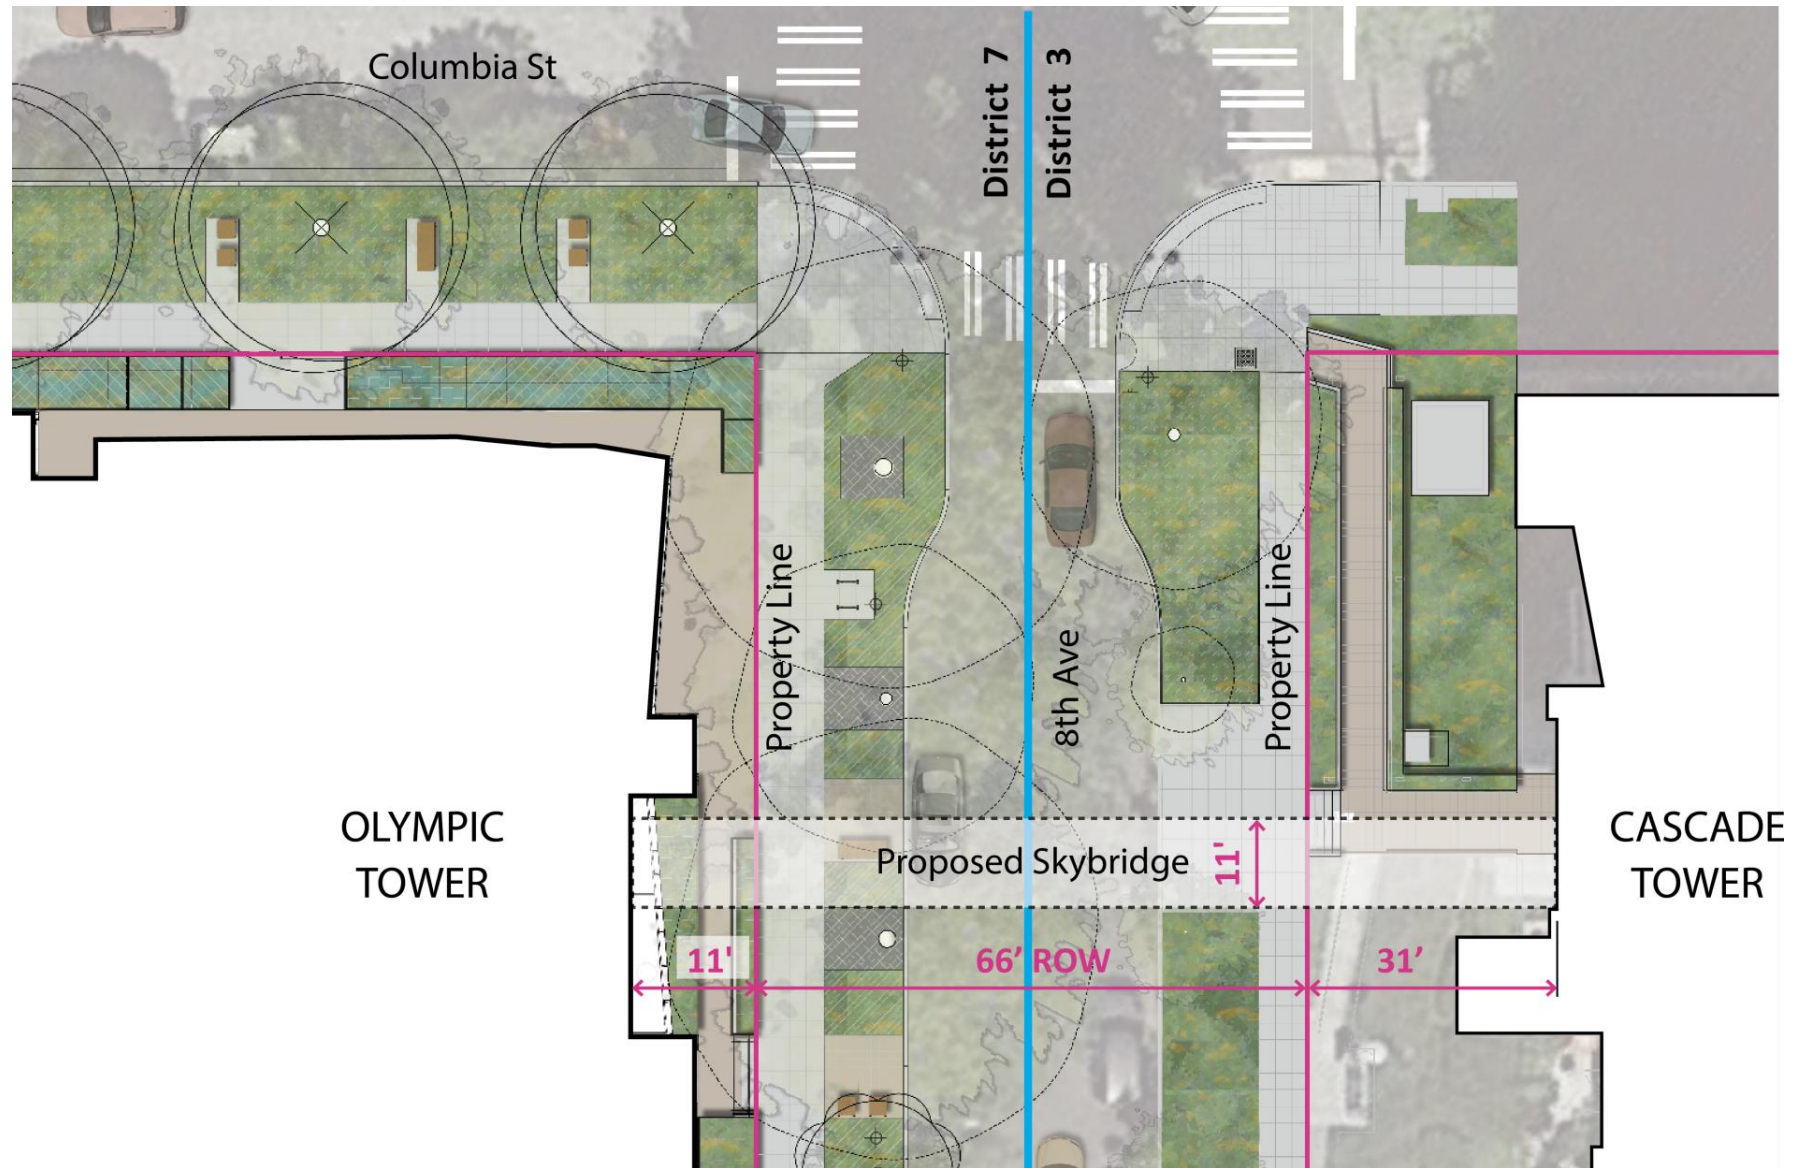 Columbia St
District 7
District 3
Property Line
8th Ave
Property Line
OLYMPIC
TOWER
Proposed Skybridge
11'
CASCADE
TOWER
11'
66’ ROW
31’